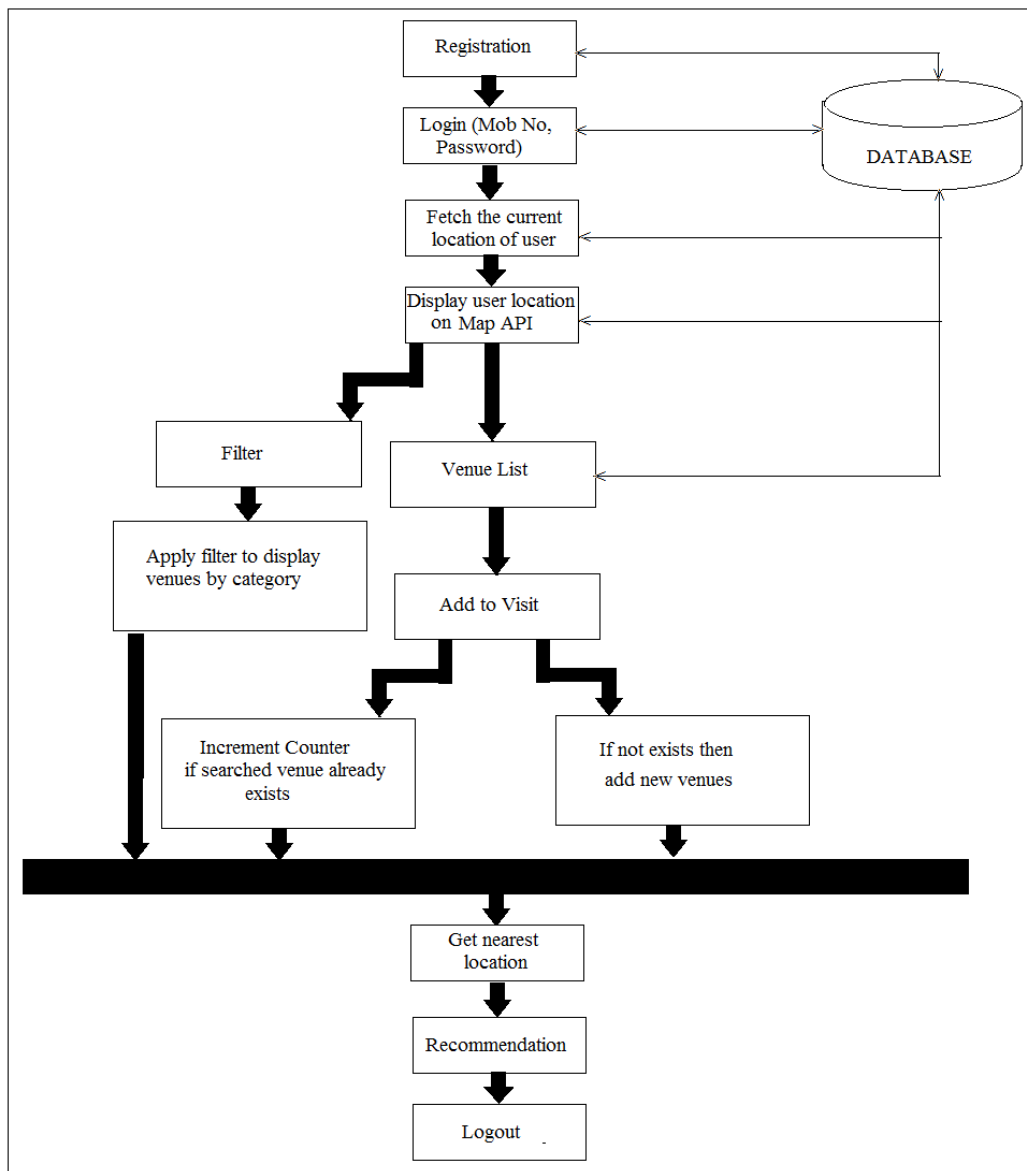 Registration
Login (Mob No,
Password)
DATABASE
Fetch the current
location of user
Display user location
on Map API
Filter
Venue List
Apply filter to display
venues by category
Add to Visit
Increment Counter
if searched venue already
exists
If not exists then
add new venues
Get nearest
location
Recommendation
Logout